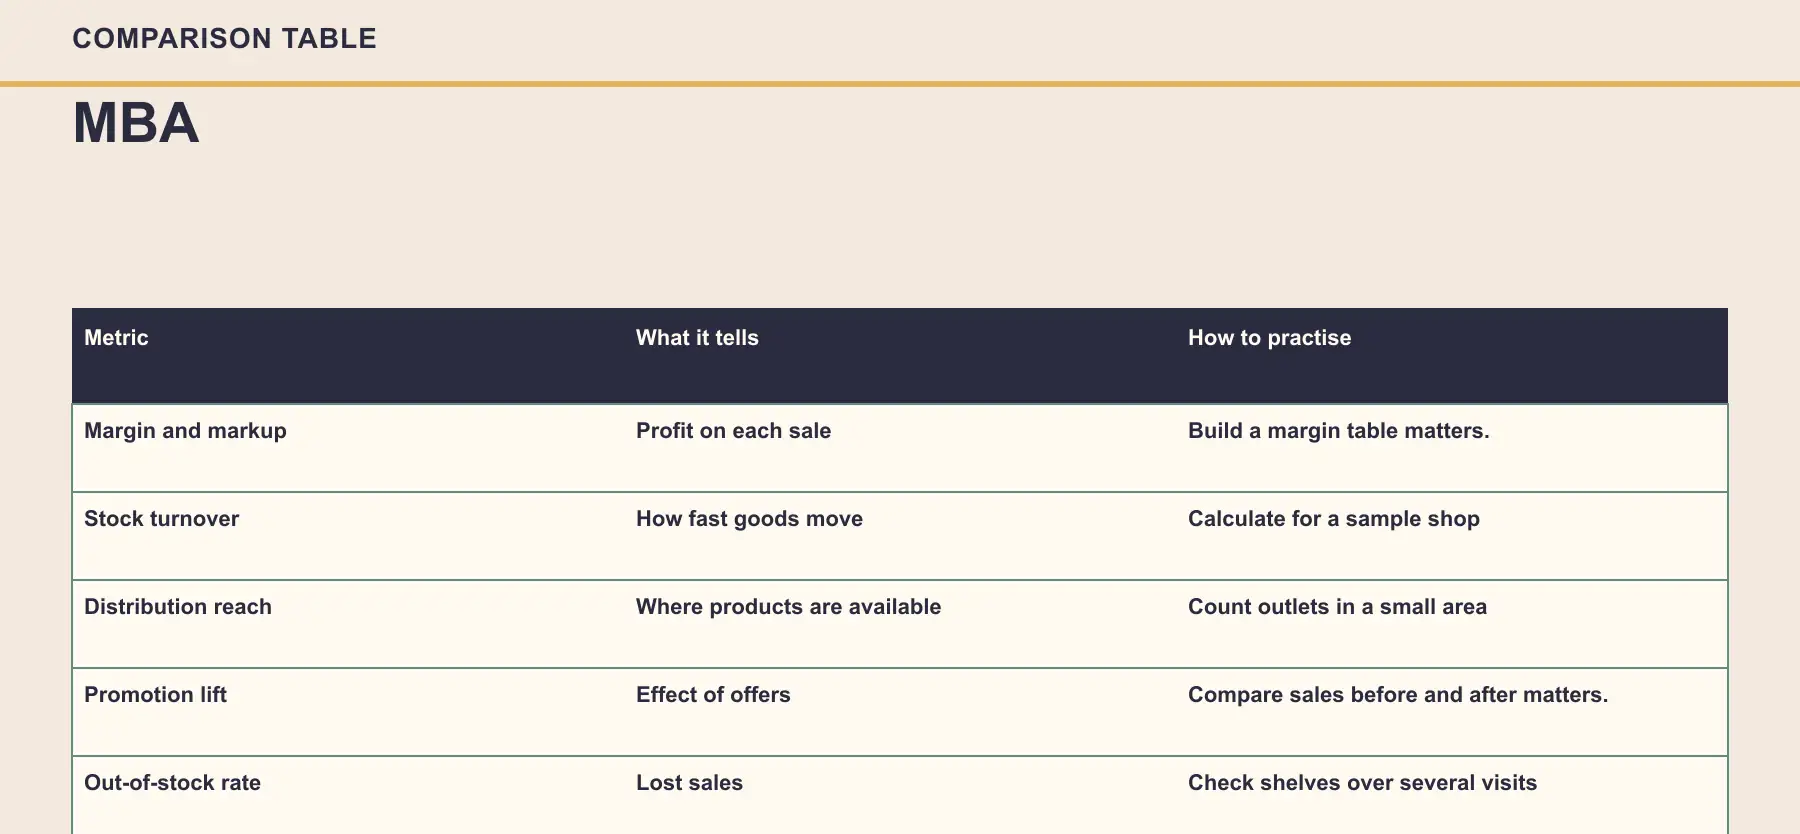 COMPARISON TABLE
MBA
Metric What it tells How to practise
Margin and markup Profit on each sale Build a margin table matters.
Stock turnover How fast goods move Calculate for a sample shop
Distribution reach Where products are available Count outlets in a small area
Promotion lift Effect of offers Compare sales before and after matters.
Out-of-stock rate Lost sales Check shelves over several visits